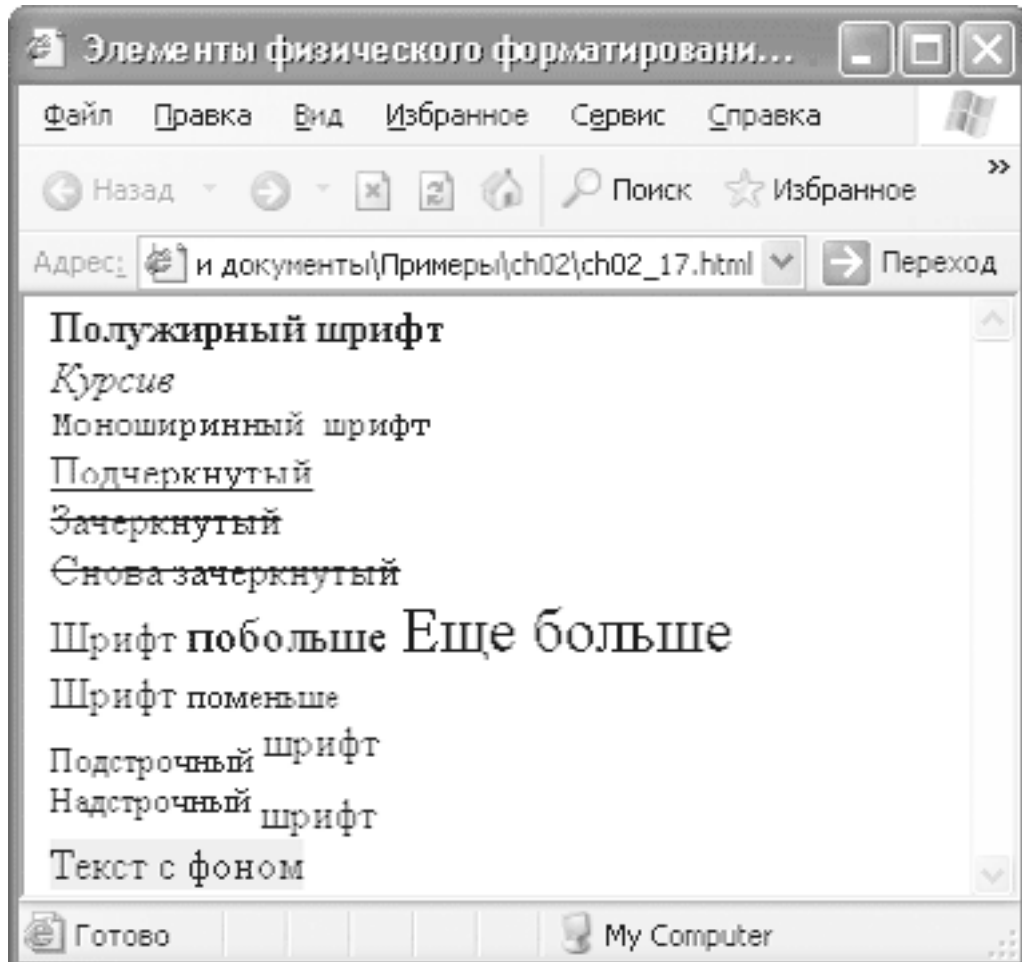 Элементы физического форматировани...
Файл Правка Вид Избранное Сервис Справка
Назад Поиск Избранное »
Адрес: и документы\Примеры\ch02\ch02_17.html Переход
Полужирный шрифт
Курсив
Моноширинный шрифт
Подчеркнутый
Зачеркнутый
Снова зачеркнутый
Шрифт побольше Еще больше
Шрифт поменьше
Подстрочный шрифт
Надстрочный шрифт
Текст с фоном
Готово My Computer